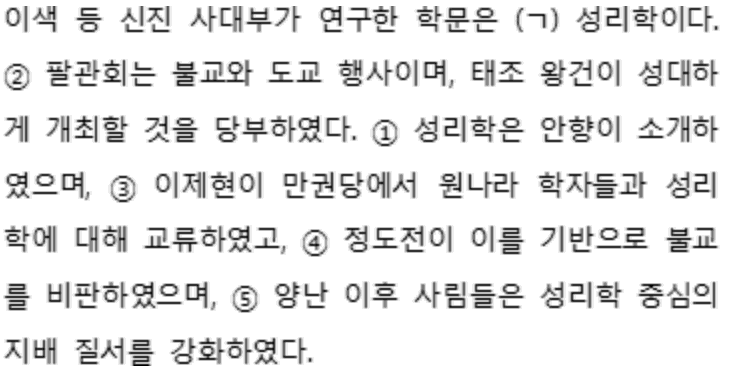 이색 등 신진 사대부가 연구한 학문은 (ㄱ) 성리학이다.
② 팔관회는 불교와 도교 행사이며, 태조 왕건이 성대하
게 개최할 것을 당부하였다. ① 성리학은 안향이 소개하
였으며, ③ 이제현이 만권당에서 원나라 학자들과 성리
학에 대해 교류하였고, ④ 정도전이 이를 기반으로 불교
를 비판하였으며, ⑤ 양난 이후 사림들은 성리학 중심의
지배 질서를 강화하였다.